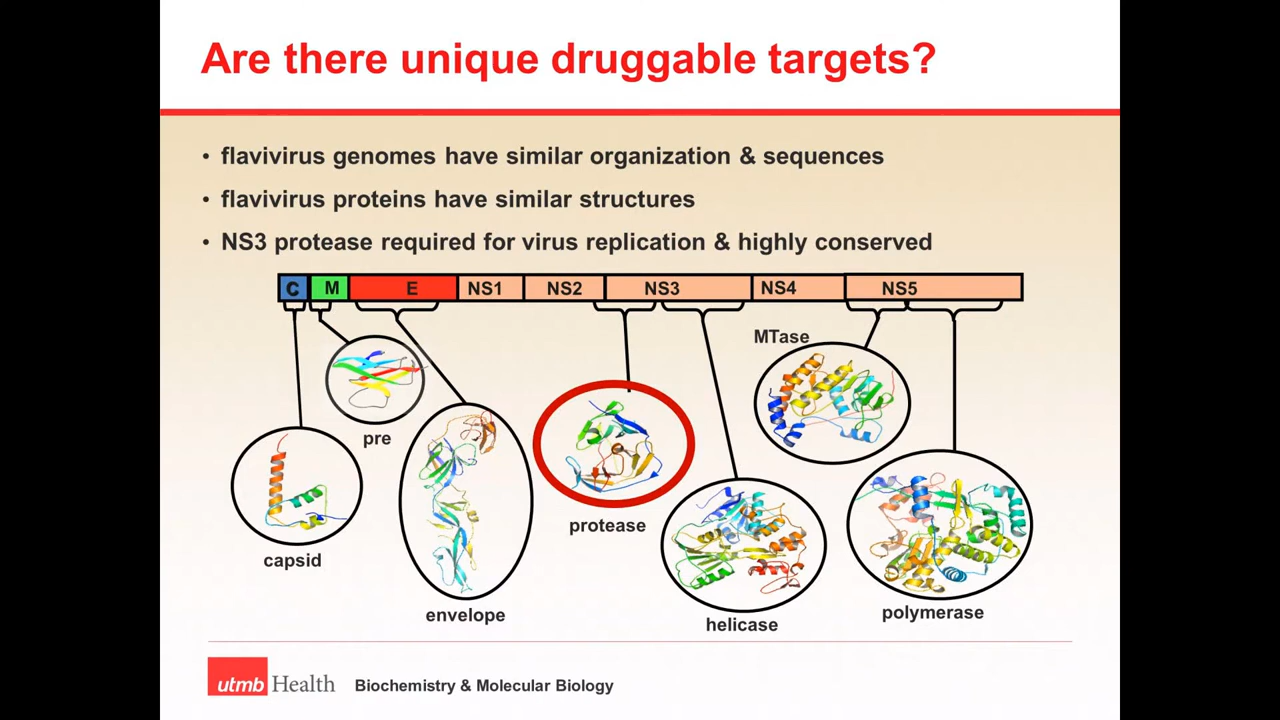 Are there unique druggable targets?
• flavivirus genomes have similar organization & sequences
• flavivirus proteins have similar structures
• NS3 protease required for virus replication & highly conserved
C M E NS1 NS2 NS3 NS4 NS5
MTase
pre
protease
capsid
envelope
helicase
polymerase
utmb Health
Biochemistry & Molecular Biology